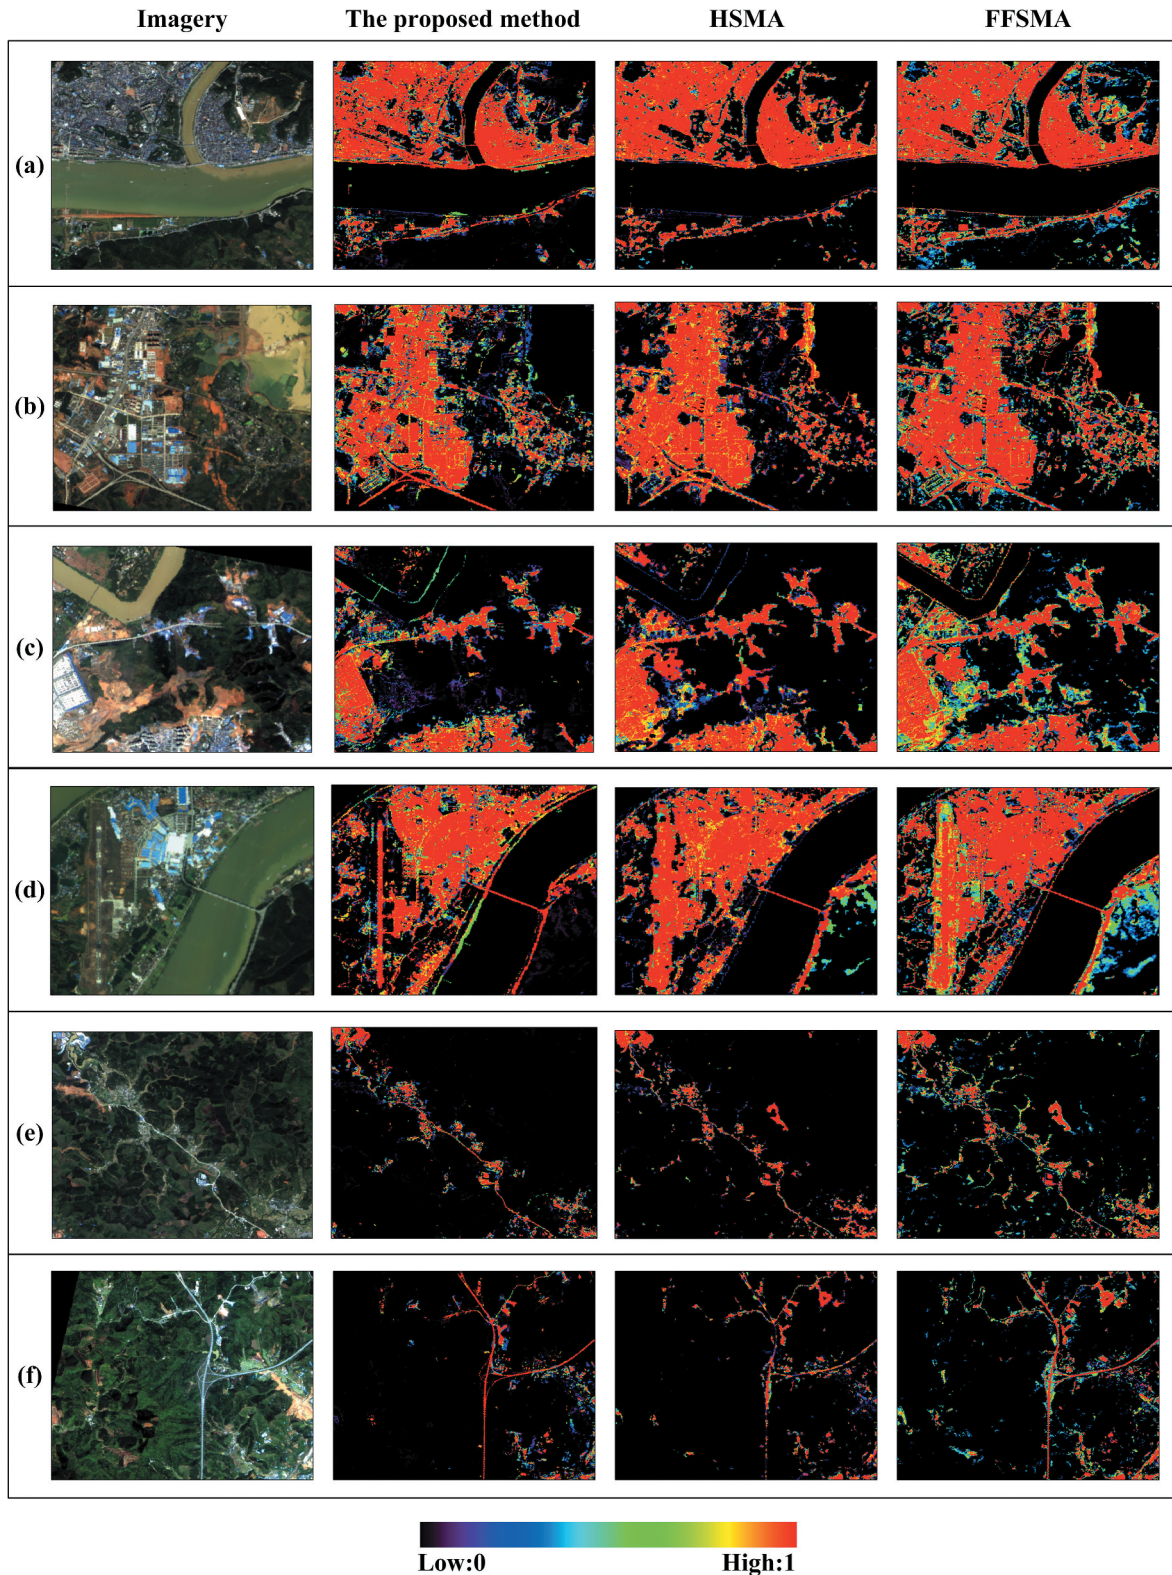 Imagery The proposed method HSMA FFSMA
(a)
(b)
(c)
(d)
(e)
(f)
Low:0 High:1